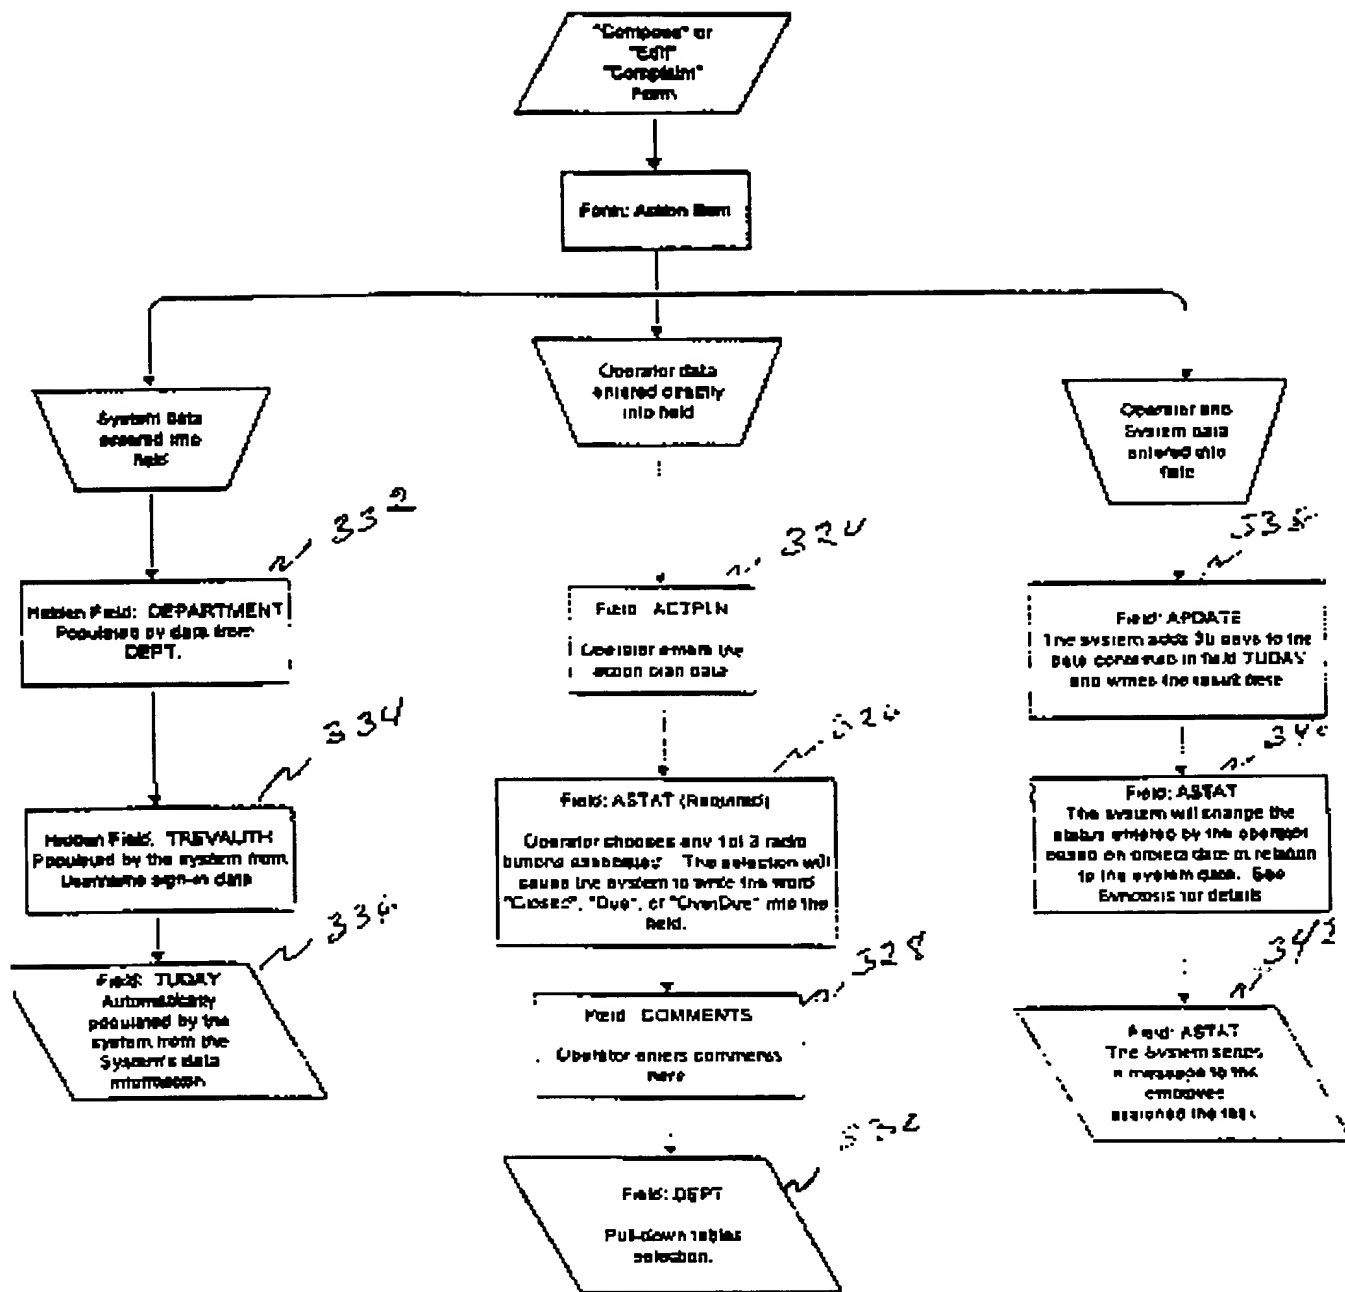 "Compose" or
"Edit"
"Complaint"
Form
Form: Action Item
System data
entered into
field
Operator data
entered directly
into field
Operator and
System data
entered into
field
332
Hidden Field: DEPARTMENT
Populated by data from
DEPT.
334
Hidden Field: TREVAUTH
Populated by the system from
Username sign-in data
336
Field: TODAY
Automatically
populated by the
system from the
System's data
information
324
Field: ACTPLN
Operator enters the
action plan data
326
Field: ASTAT (Required)
Operator chooses any 1 of 3 radio
buttons The selection will
cause the system to write the word
"Closed", "Due", or "OverDue" into the
field.
328
Field COMMENTS
Operator enters comments
here
Field: DEPT
Pull-down tables
selection.
338
Field: APDATE
The system adds 30 days to the
date contained in field TODAY
and writes the result here
340
Field: ASTAT
The system will change the
status entered by the operator
based on date in relation
to the system date. See
Synopsis for details
342
Field: ASTAT
The System sends
a message to the
employee
assigned the task.